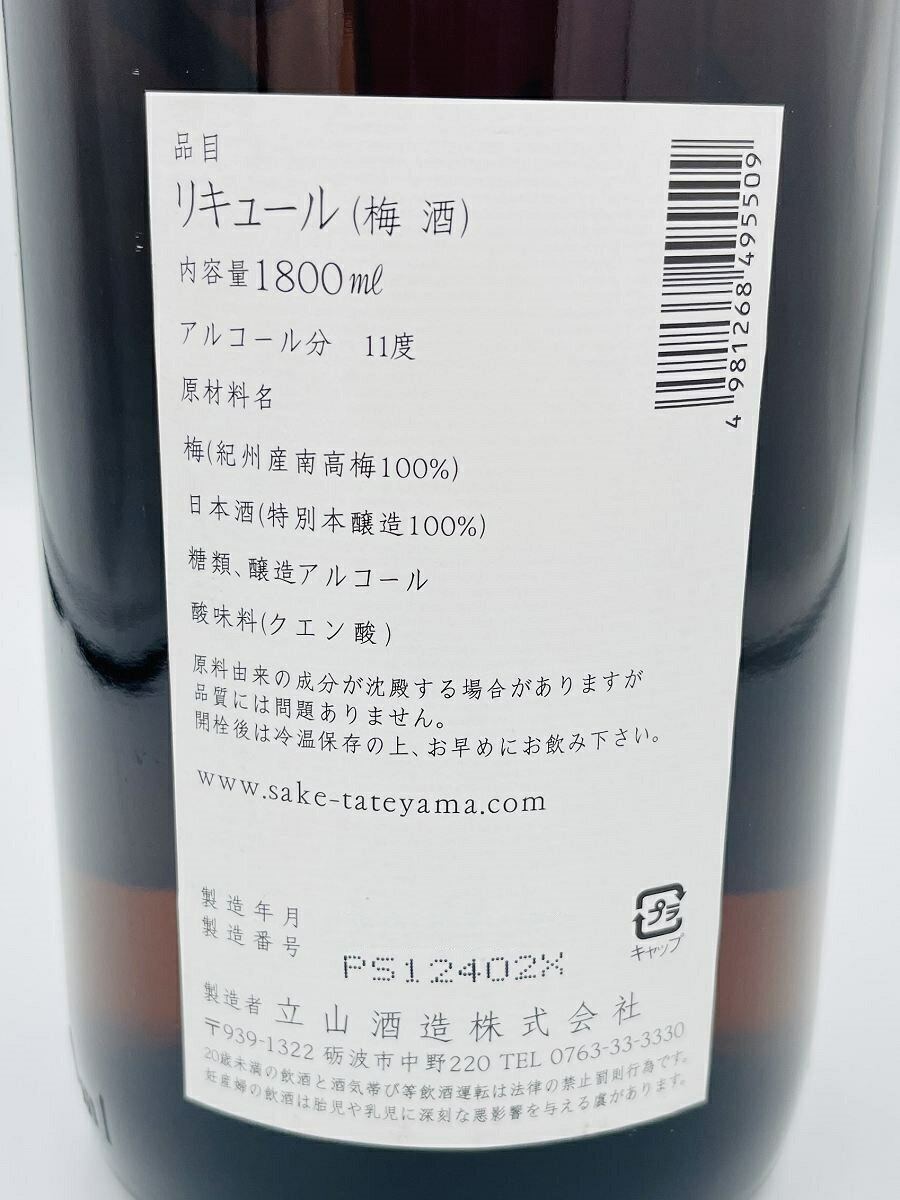 品目
リキュール(梅 酒)
内容量1800mℓ
アルコール分 11度
原材料名
梅(紀州産南高梅100%)
日本酒(特別本醸造100%)
糖類、醸造アルコール
酸味料(クエン酸)
原料由来の成分が沈殿する場合がありますが
品質には問題ありません。
開栓後は冷温保存の上、お早めにお飲み下さい。
www.sake-tateyama.com
製造年月
製造番号
PS12402X
製造者 立山酒造株式会社
〒939-1322 砺波市中野220 TEL 0763-33-3330
20歳未満の飲酒と酒気帯び等飲酒運転は法律の禁止罰則行為です。
妊産婦の飲酒は胎児や乳児に深刻な悪影響を与える虞があります。
プラ
キャップ
4981268495509